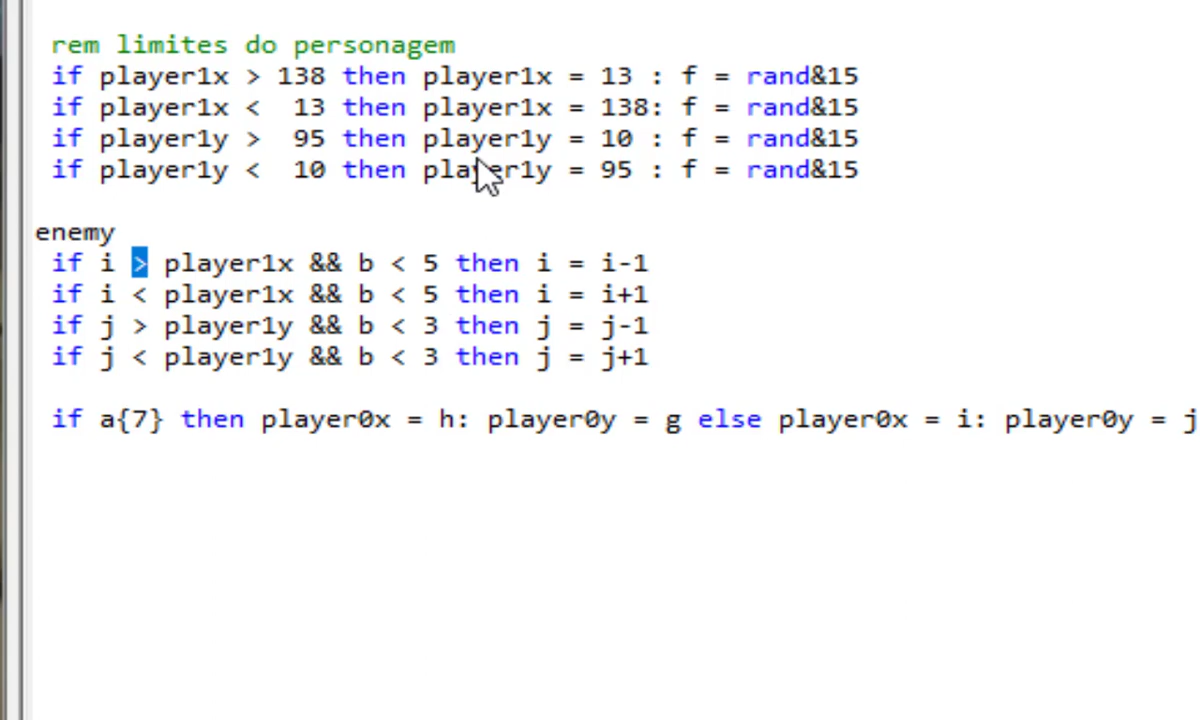 rem limites do personagem
if player1x > 138 then player1x = 13 : f = rand&15
if player1x <  13 then player1x = 138: f = rand&15
if player1y >  95 then player1y = 10 : f = rand&15
if player1y <  10 then player1y = 95 : f = rand&15
enemy
if i > player1x && b < 5 then i = i-1
if i < player1x && b < 5 then i = i+1
if j > player1y && b < 3 then j = j-1
if j < player1y && b < 3 then j = j+1
if a{7} then player0x = h: player0y = g else player0x = i: player0y = j